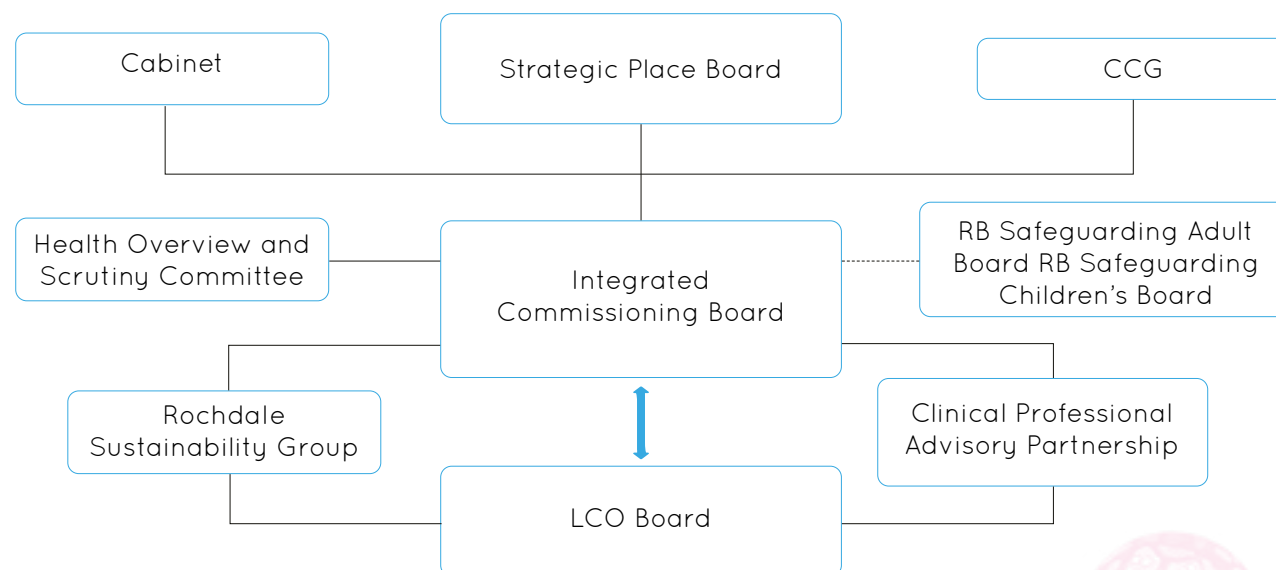 Cabinet
Strategic Place Board
CCG
Health Overview and
Scrutiny Committee
Integrated
Commissioning Board
RB Safeguarding Adult
Board RB Safeguarding
Children's Board
Rochdale
Sustainability Group
Clinical Professional
Advisory Partnership
LCO Board